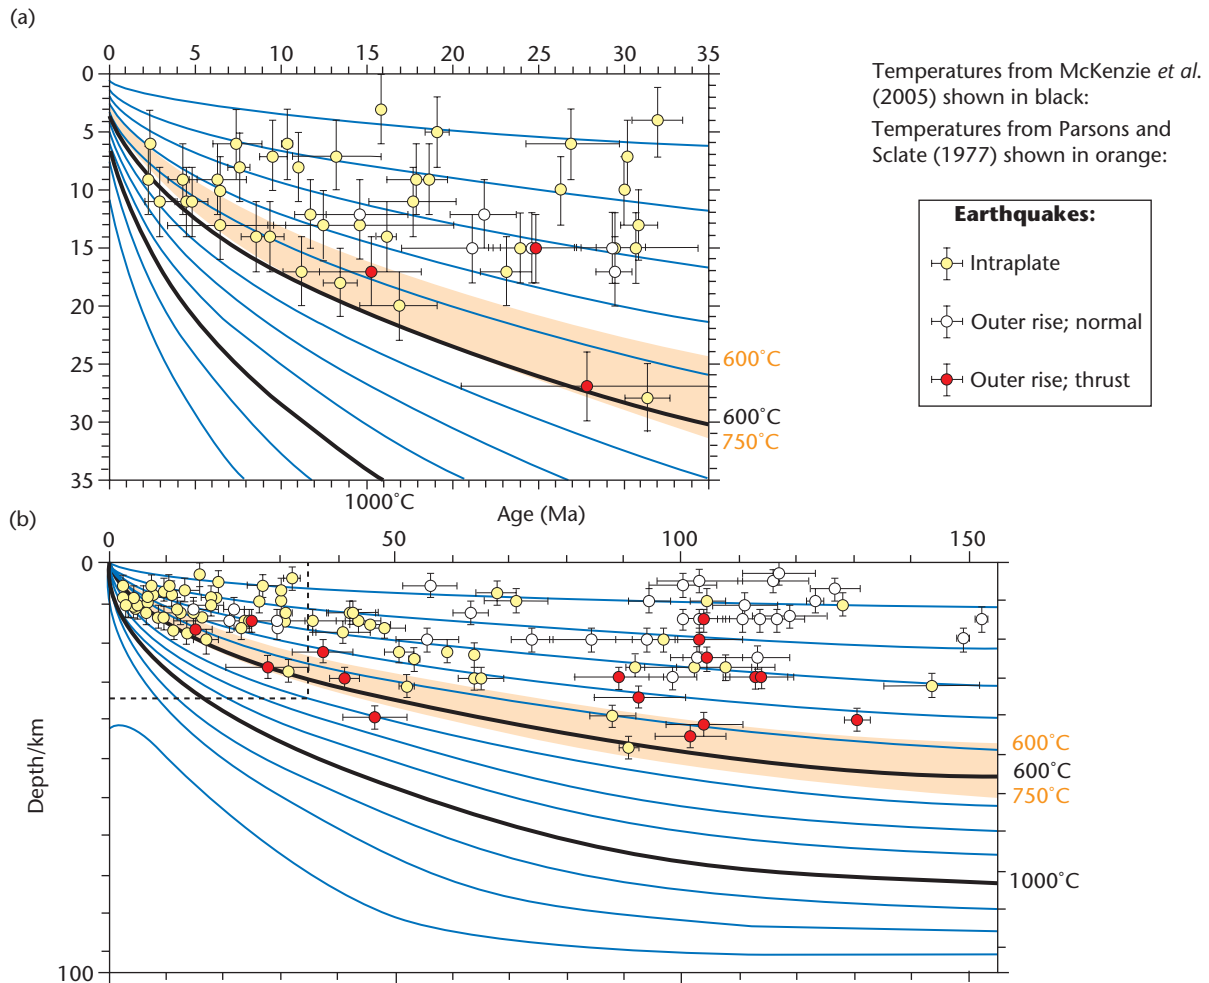 (a)
0 5 10 15 20 25 30 35
0
5
10
15
20
25
30
35
600˚C
600˚C
750˚C
1000˚C
Temperatures from McKenzie et al.
(2005) shown in black:
Temperatures from Parsons and
Sclate (1977) shown in orange:
Earthquakes:
Intraplate
Outer rise; normal
Outer rise; thrust
(b)
Age (Ma)
0 50 100 150
0
100
Depth/km
600˚C
600˚C
750˚C
1000˚C